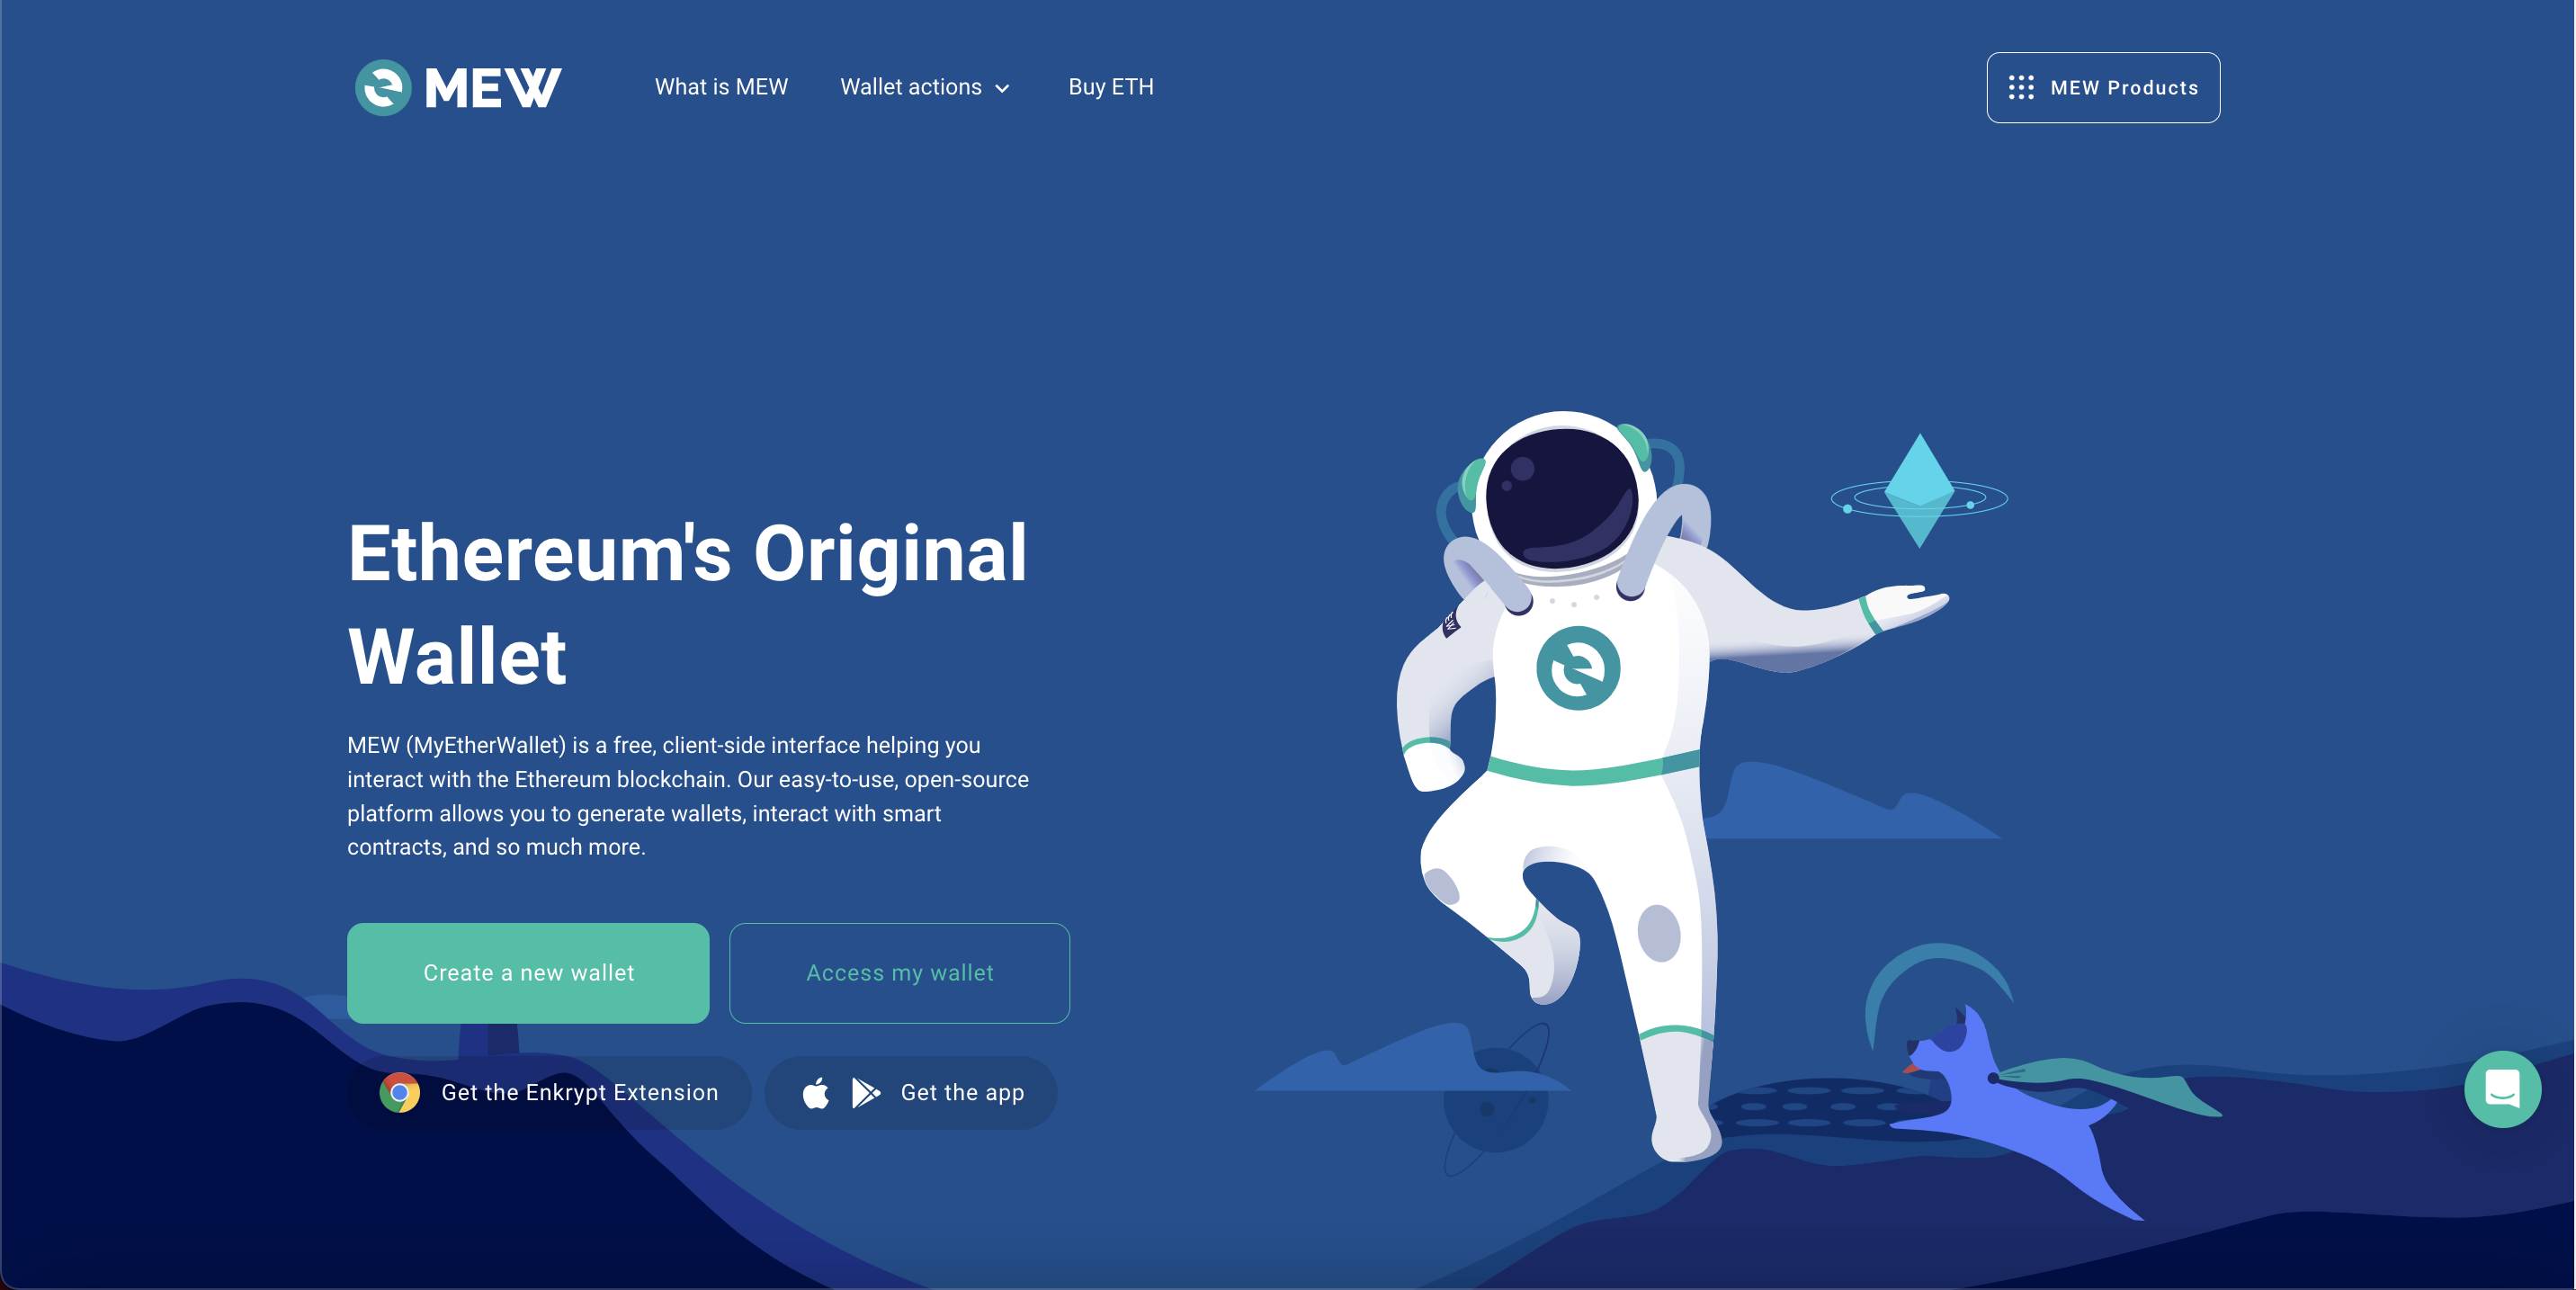 MEW
What is MEW
Wallet actions
Buy ETH
MEW Products
Ethereum's Original
Wallet
MEW (MyEtherWallet) is a free, client-side interface helping you
interact with the Ethereum blockchain. Our easy-to-use, open-source
platform allows you to generate wallets, interact with smart
contracts, and so much more.
Create a new wallet
Access my wallet
Get the Enkrypt Extension
Get the app